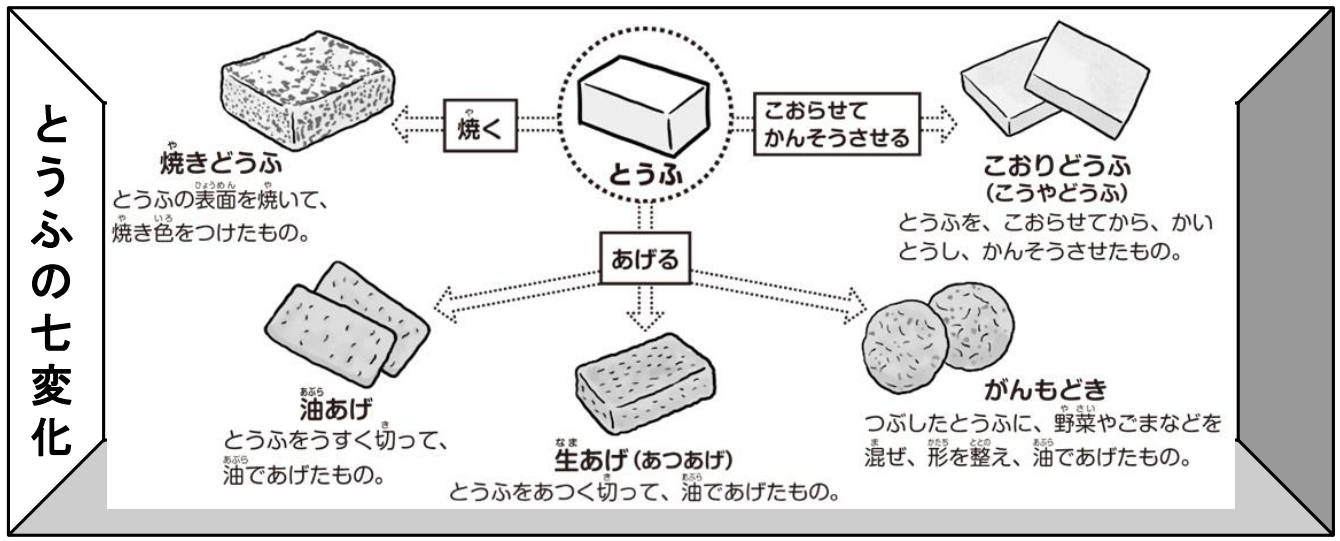 とうふの七変化
焼きどうふ
とうふの表面を焼いて、
焼き色をつけたもの。
焼く
とうふ
こおらせて
かんそうさせる
こおりどうふ
(こうやどうふ)
とうふを、こおらせてから、かい
とうし、かんそうさせたもの。
あげる
油あげ
とうふをうすく切って、
油であげたもの。
生あげ(あつあげ)
とうふをあつく切って、油であげたもの。
がんもどき
つぶしたとうふに、野菜やごまなどを
混ぜ、形を整え、油であげたもの。